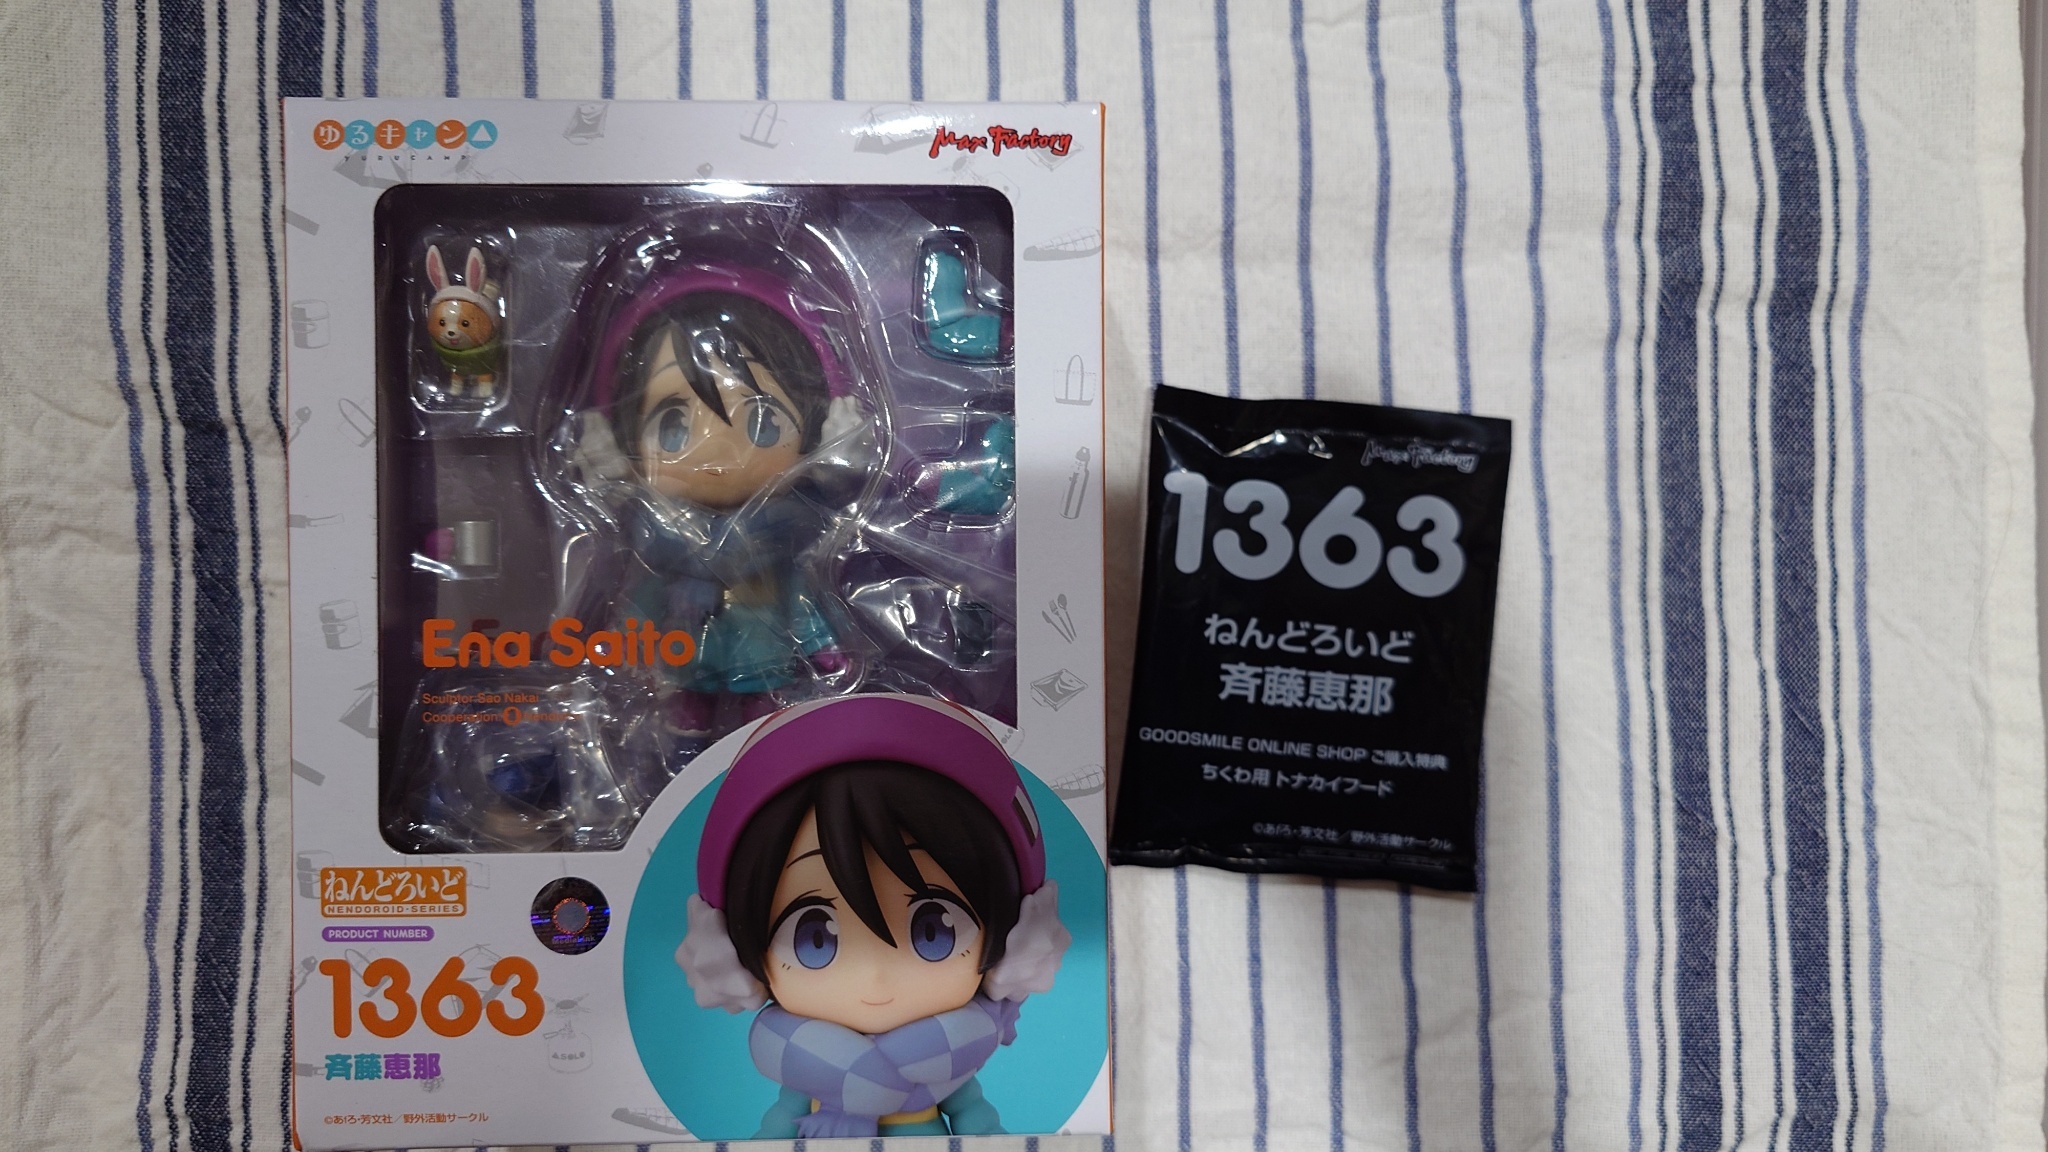 ゆるキャン△
YURUCAMP
Max Factory
Ena Saito
Sculptor Sao Nakai
Cooperation
ねんどろいど
NENDOROID-SERIES
PRODUCT NUMBER
1363
斉藤恵那
©あfろ・芳文社／野外活動サークル
Max Factory
1363
ねんどろいど
斉藤恵那
GOODSMILE ONLINE SHOP ご購入特典
ちくわ用 トナカイフード
©あfろ・芳文社／野外活動サークル